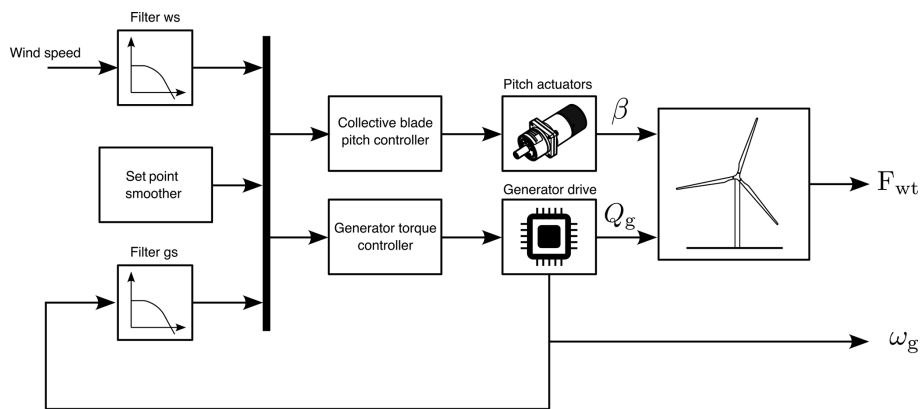 Filter ws
Wind speed
Pitch actuators
β
Collective blade
pitch controller
Set point
smoother
Generator drive
F_wt
Q_g
Generator torque
controller
Filter gs
ω_g